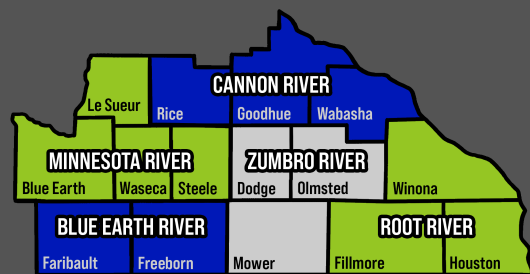 CANNON RIVER
Le Sueur
Rice
Goodhue
Wabasha
MINNESOTA RIVER
ZUMBRO RIVER
Blue Earth
Waseca
Steele
Dodge
Olmsted
Winona
BLUE EARTH RIVER
ROOT RIVER
Faribault
Freeborn
Mower
Fillmore
Houston